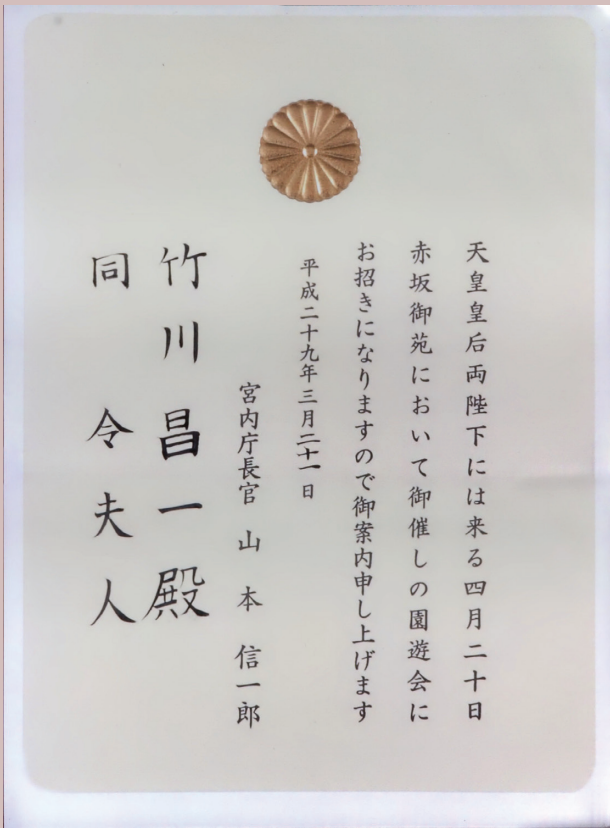 天皇皇后両陛下には来る四月二十日
赤坂御苑において御催しの園遊会に
お招きになりますので御案内申し上げます
平成二十九年三月二十一日
宮内庁長官 山本 信一郎
竹川昌一殿
同 令夫人